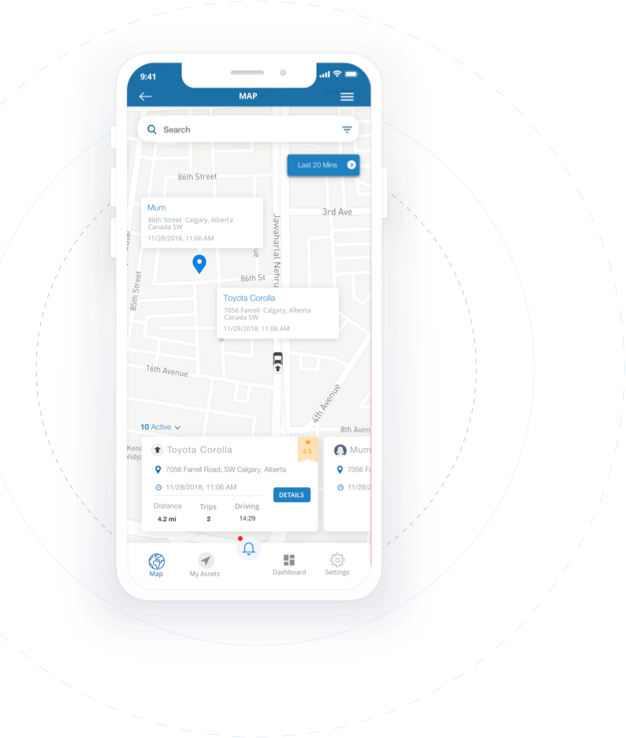 9:41
MAP
Search
Last 20 Mins
86th Street
Mum
86th Street Calgary, Alberta
Canada SW
11/28/2018, 11:06 AM
3rd Ave
Jawaharlal Nehru
86th St
85th Street
Toyota Corolla
7056 Farrell Calgary, Alberta
Canada SW
11/28/2018, 11:06 AM
16th Avenue
4th Avenue
10 Active
8th Aven
Toyota Corolla
4.5
7056 Farrell Road, SW Calgary, Alberta
11/28/2018, 11:06 AM
DETAILS
Distance Trips Driving
4.2 mi 2 14:29
Mum
7056 Fa
11/28/2
Map
My Assets
Dashboard
Settings